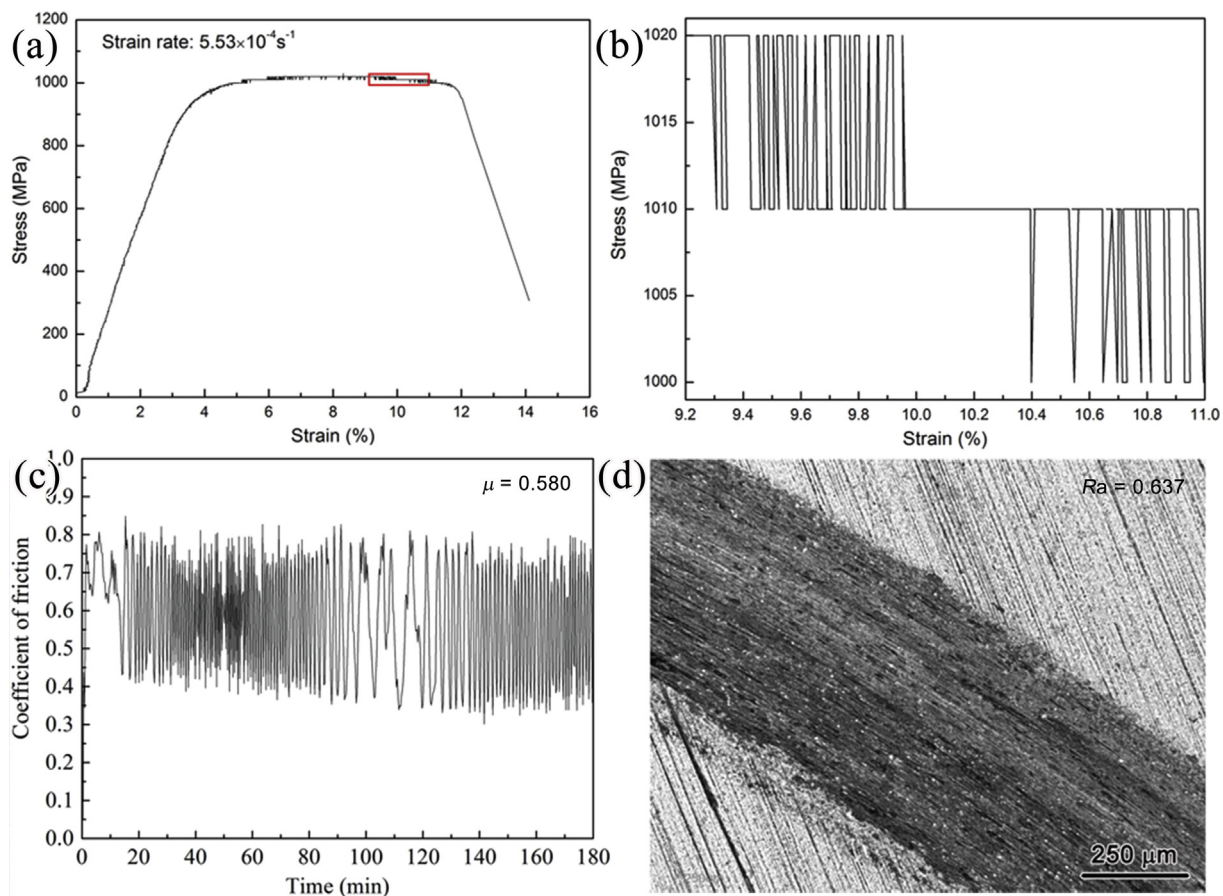 (a)
Strain rate: 5.53×10⁻⁴s⁻¹
1200
1000
800
600
400
200
0
Stress (MPa)
0 2 4 6 8 10 12 14 16
Strain (%)
(b)
1020
1015
1010
1005
1000
Stress (MPa)
9.2 9.4 9.6 9.8 10.0 10.2 10.4 10.6 10.8 11.0
Strain (%)
(c)
μ = 0.580
1.0
0.9
0.8
0.7
0.6
0.5
0.4
0.3
0.2
0.1
0.0
Coefficient of friction
0 20 40 60 80 100 120 140 160 180
Time (min)
(d)
Ra = 0.637
250 μm